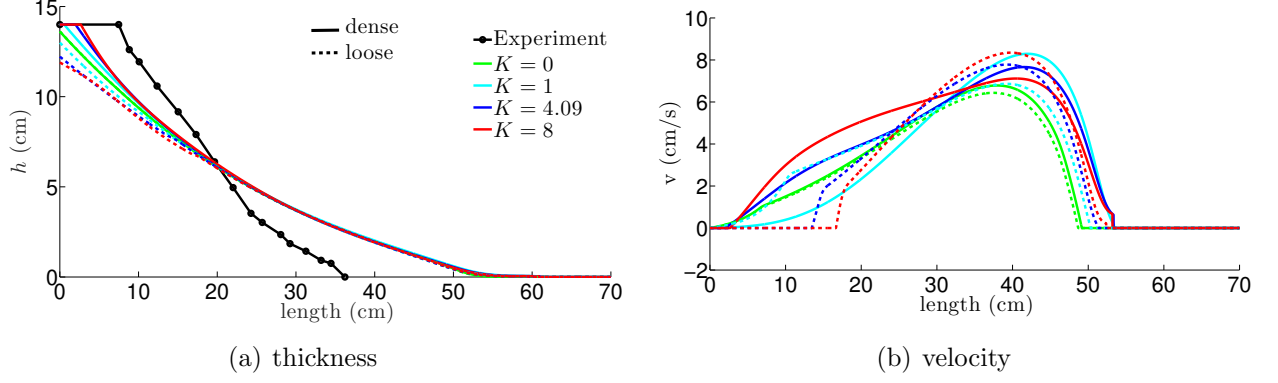 15
10
5
0
h (cm)
0 10 20 30 40 50 60 70
length (cm)
dense
loose
Experiment
K = 0
K = 1
K = 4.09
K = 8
(a) thickness
10
8
6
4
2
0
−2
v (cm/s)
0 10 20 30 40 50 60 70
length (cm)
(b) velocity